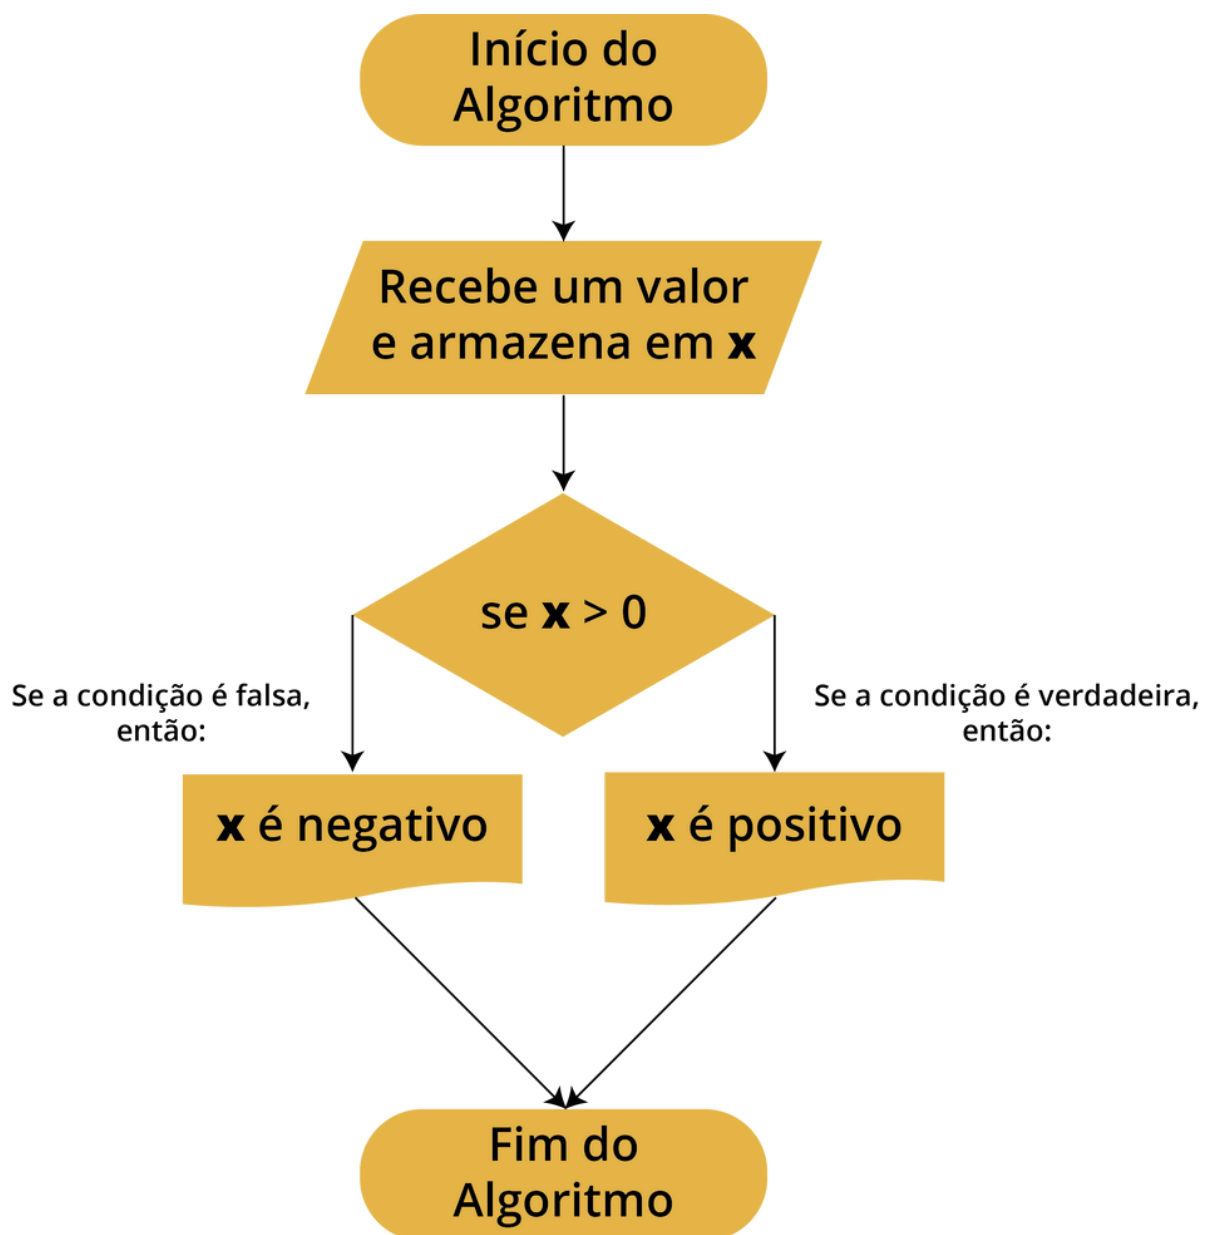 Início do
Algoritmo
Recebe um valor
e armazena em x
se x > 0
Se a condição é falsa,
então:
Se a condição é verdadeira,
então:
x é negativo
x é positivo
Fim do
Algoritmo